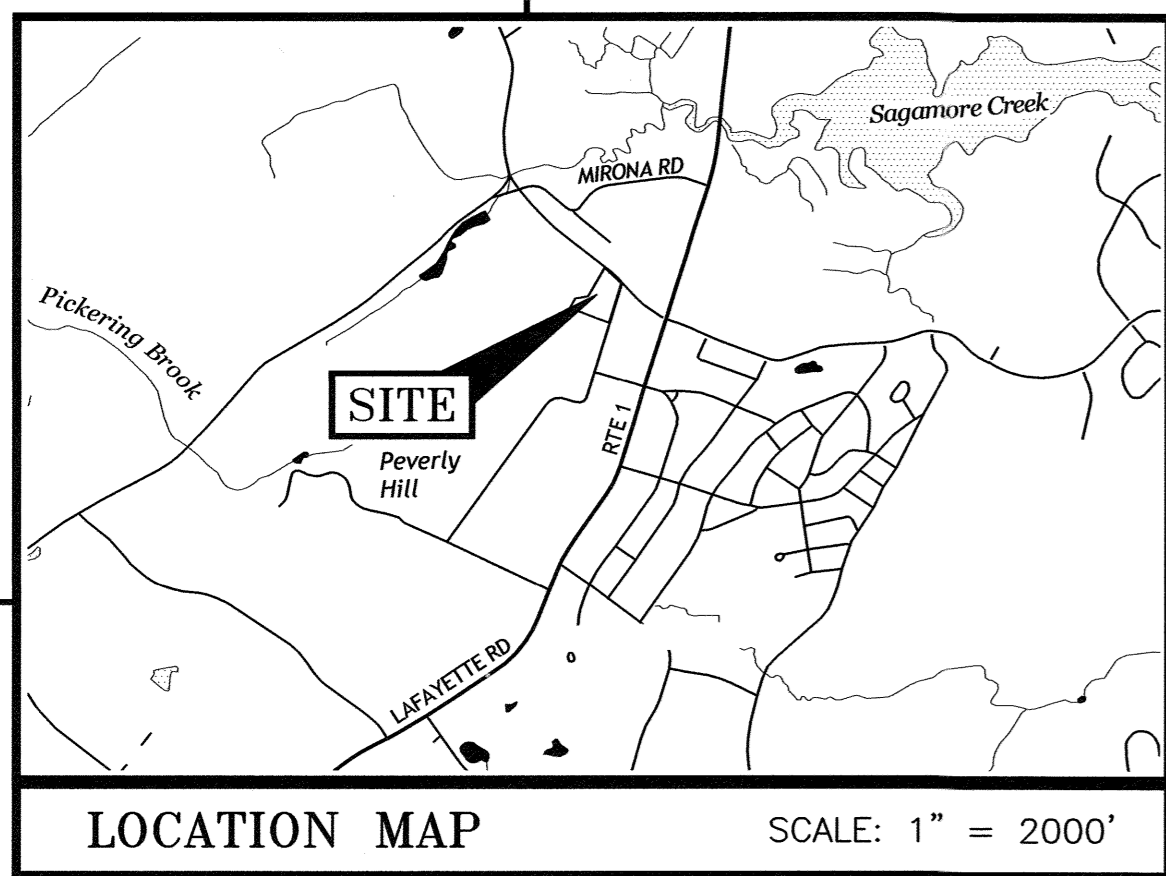 Sagamore Creek
MIRONA RD
Pickering Brook
SITE
RTE 1
Peverly
Hill
LAFAYETTE RD
LOCATION MAP
SCALE: 1" = 2000'